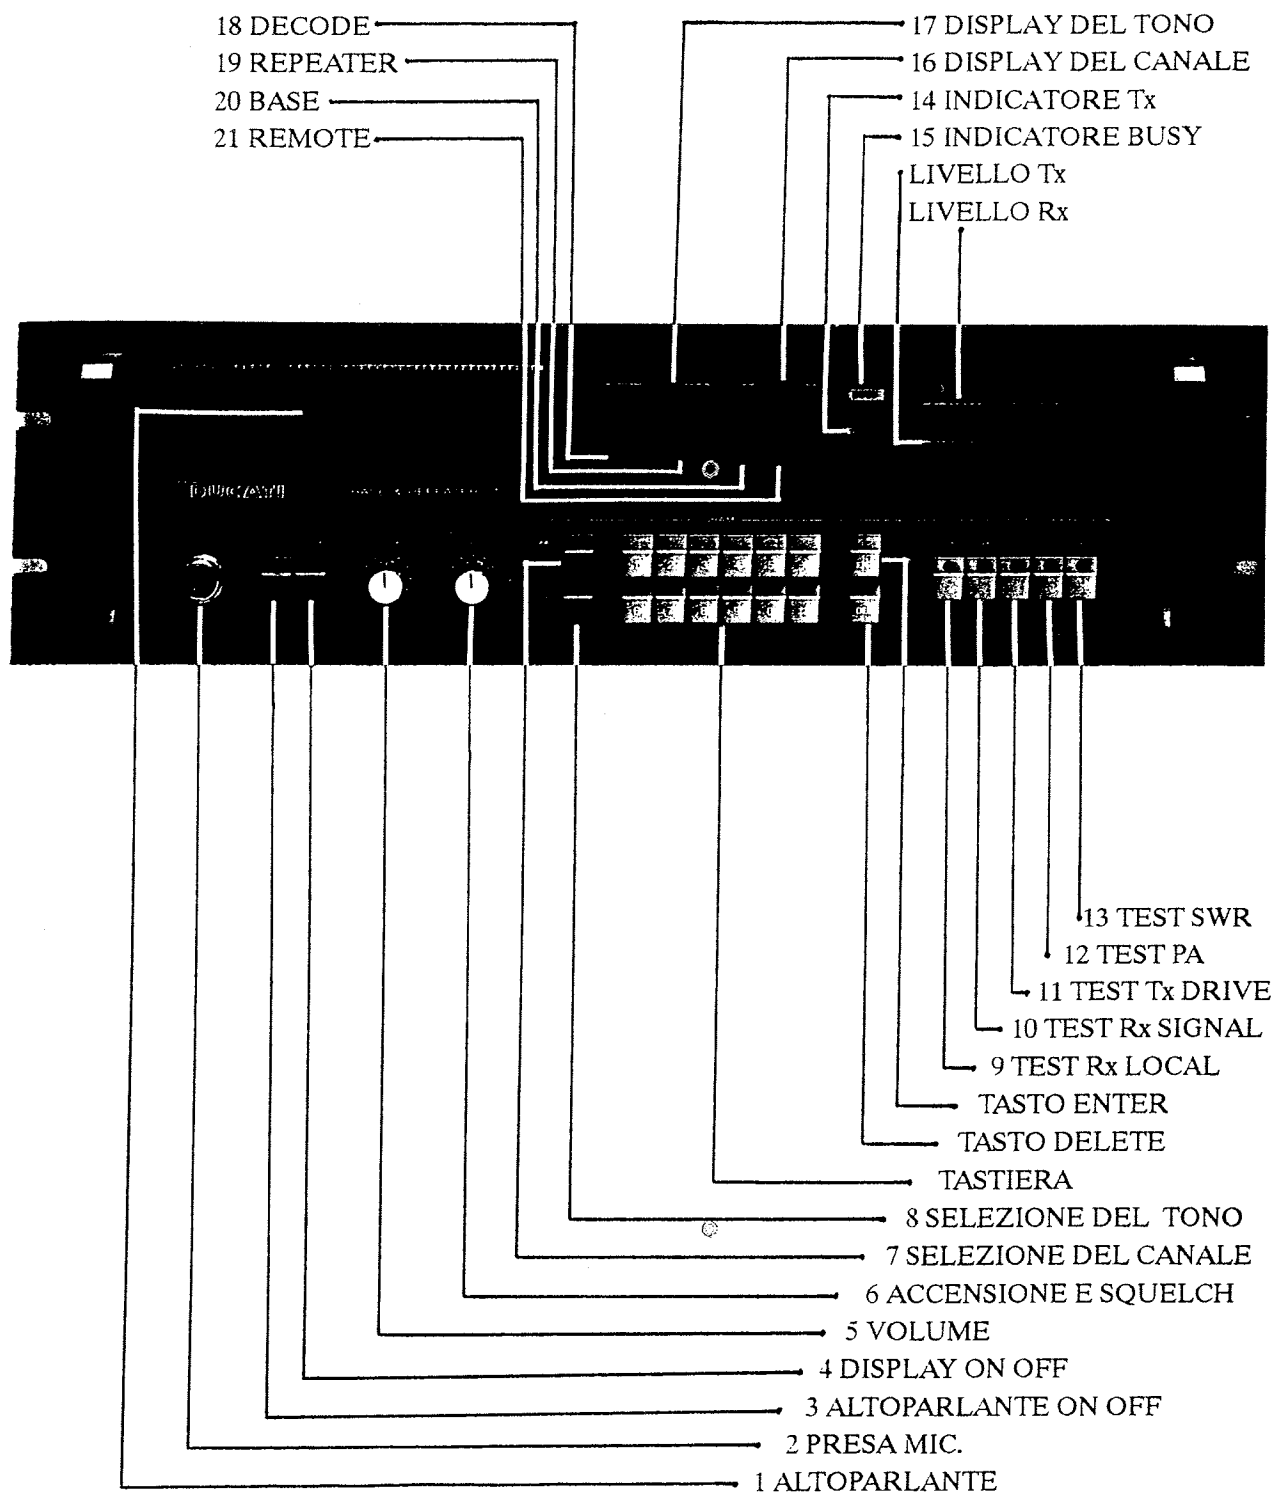 18 DECODE
19 REPEATER
20 BASE
21 REMOTE
17 DISPLAY DEL TONO
16 DISPLAY DEL CANALE
14 INDICATORE Tx
15 INDICATORE BUSY
LIVELLO Tx
LIVELLO Rx
13 TEST SWR
12 TEST PA
11 TEST Tx DRIVE
10 TEST Rx SIGNAL
9 TEST Rx LOCAL
TASTO ENTER
TASTO DELETE
TASTIERA
8 SELEZIONE DEL TONO
7 SELEZIONE DEL CANALE
6 ACCENSIONE E SQUELCH
5 VOLUME
4 DISPLAY ON OFF
3 ALTOPARLANTE ON OFF
2 PRESA MIC.
1 ALTOPARLANTE